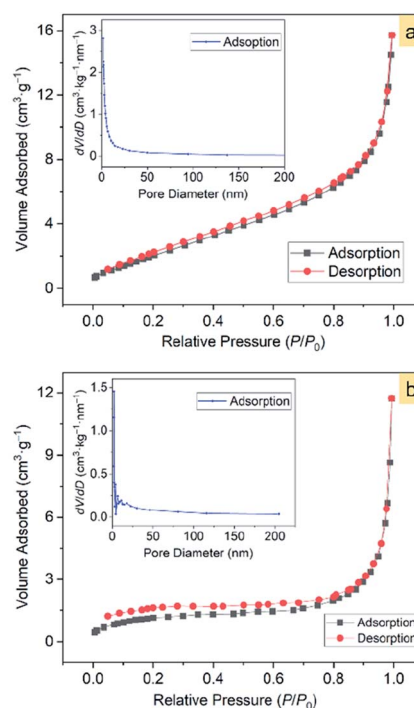 a
Volume Adsorbed (cm³·g⁻¹)
16
12
8
4
0
dV/dD (cm³·kg⁻¹·nm⁻¹)
3
2
1
0
Adsoption
0 50 100 150 200
Pore Diameter (nm)
Adsorption
Desorption
0.0 0.2 0.4 0.6 0.8 1.0
Relative Pressure (P/P₀)
b
Volume Adsorbed (cm³·g⁻¹)
12
9
6
3
0
dV/dD (cm³·kg⁻¹·nm⁻¹)
1.5
1.0
0.5
0.0
Adsorption
0 50 100 150 200
Pore Diameter (nm)
Adsorption
Desorption
0.0 0.2 0.4 0.6 0.8 1.0
Relative Pressure (P/P₀)